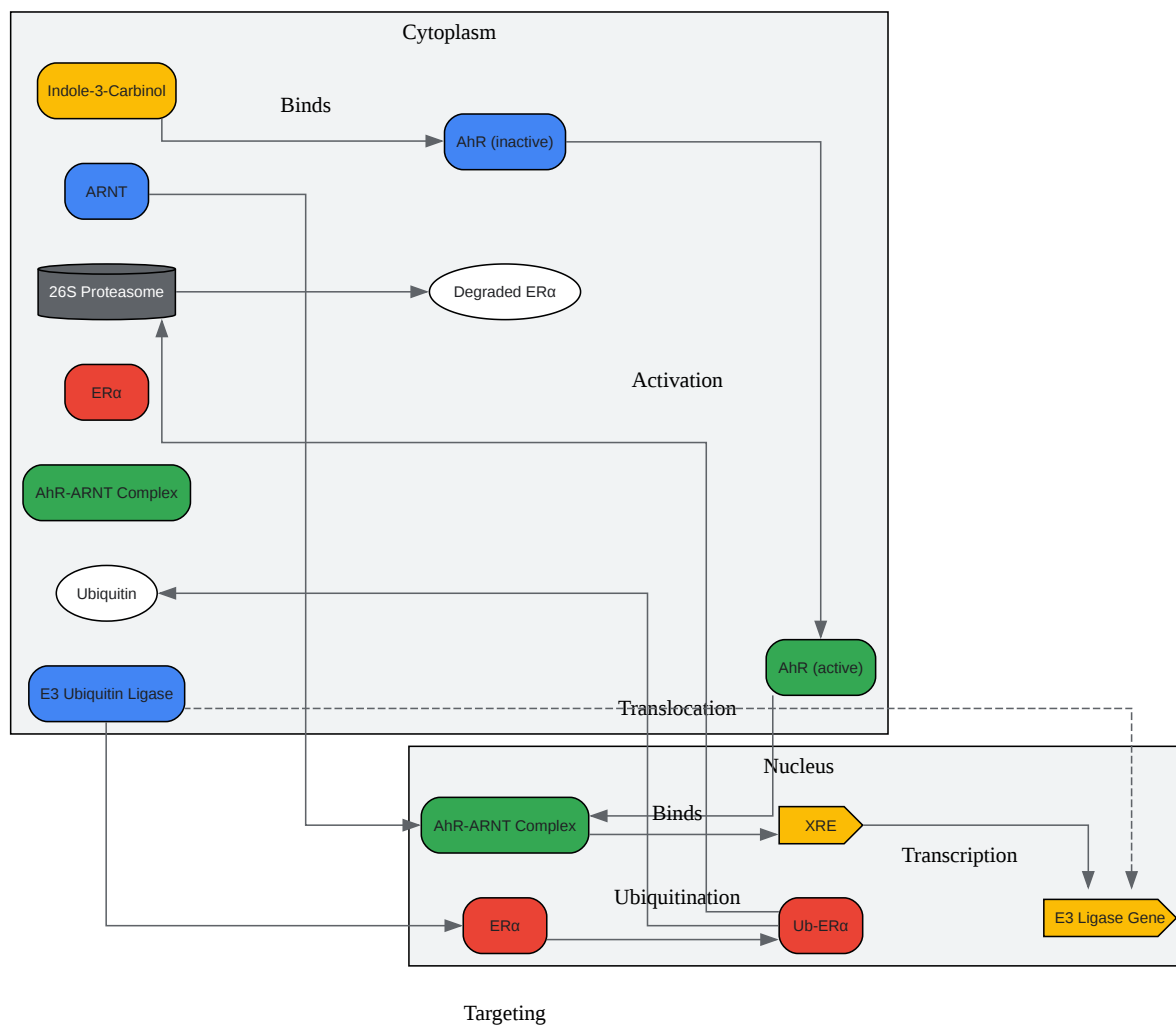 Cytoplasm
Indole-3-Carbinol
Binds
AhR (inactive)
ARNT
26S Proteasome
Degraded ERα
Activation
ERα
AhR-ARNT Complex
Ubiquitin
E3 Ubiquitin Ligase
AhR (active)
Translocation
Nucleus
AhR-ARNT Complex
Binds
XRE
Transcription
Ubiquitination
ERα
Ub-ERα
E3 Ligase Gene
Targeting